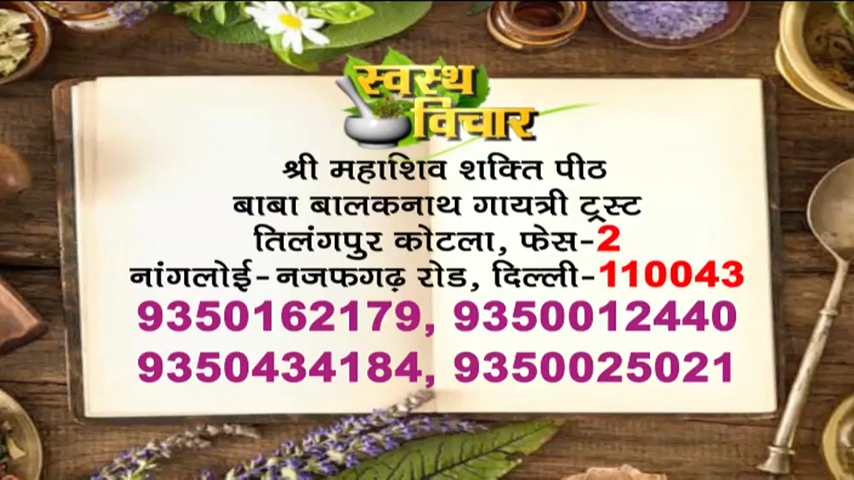 स्वस्थ
विचार
श्री महाशिव शक्ति पीठ
बाबा बालकनाथ गायत्री ट्रस्ट
तिलंगपुर कोटला, फेस-2
नांगलोई-नजफगढ़ रोड, दिल्ली-110043
9350162179, 9350012440
9350434184, 9350025021